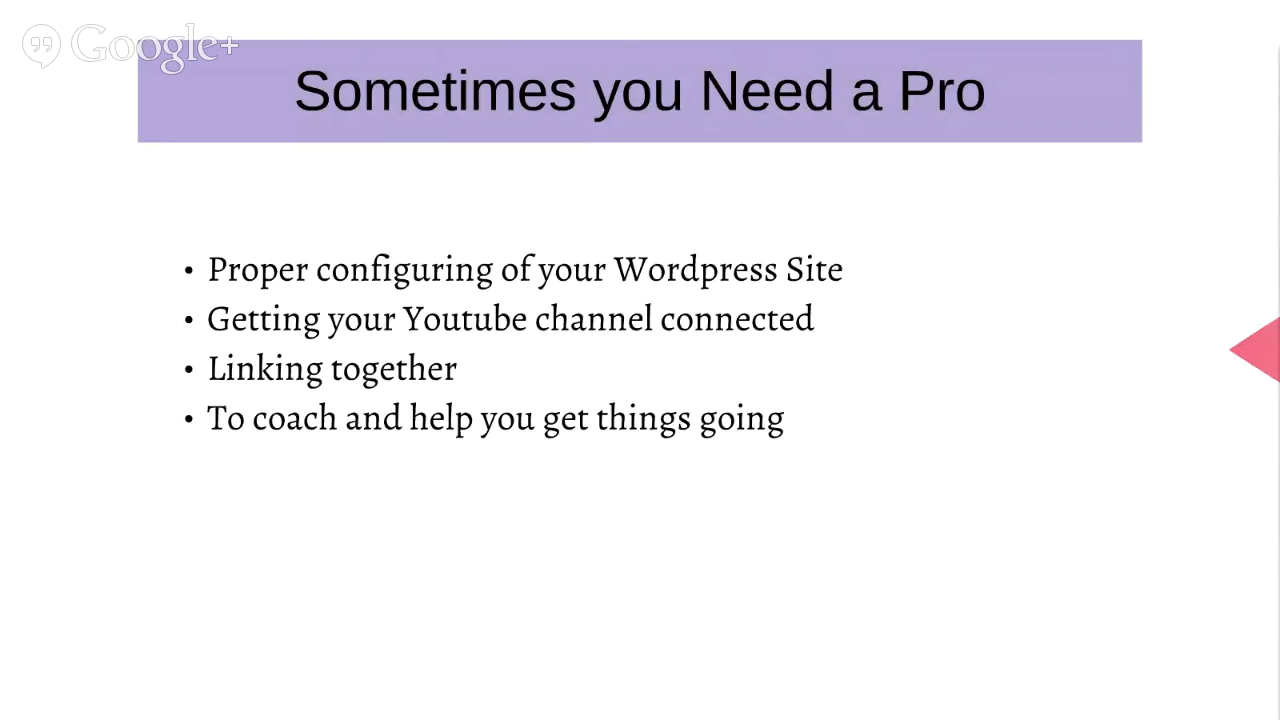 Google+
Sometimes you Need a Pro
• Proper configuring of your Wordpress Site
• Getting your Youtube channel connected
• Linking together
• To coach and help you get things going